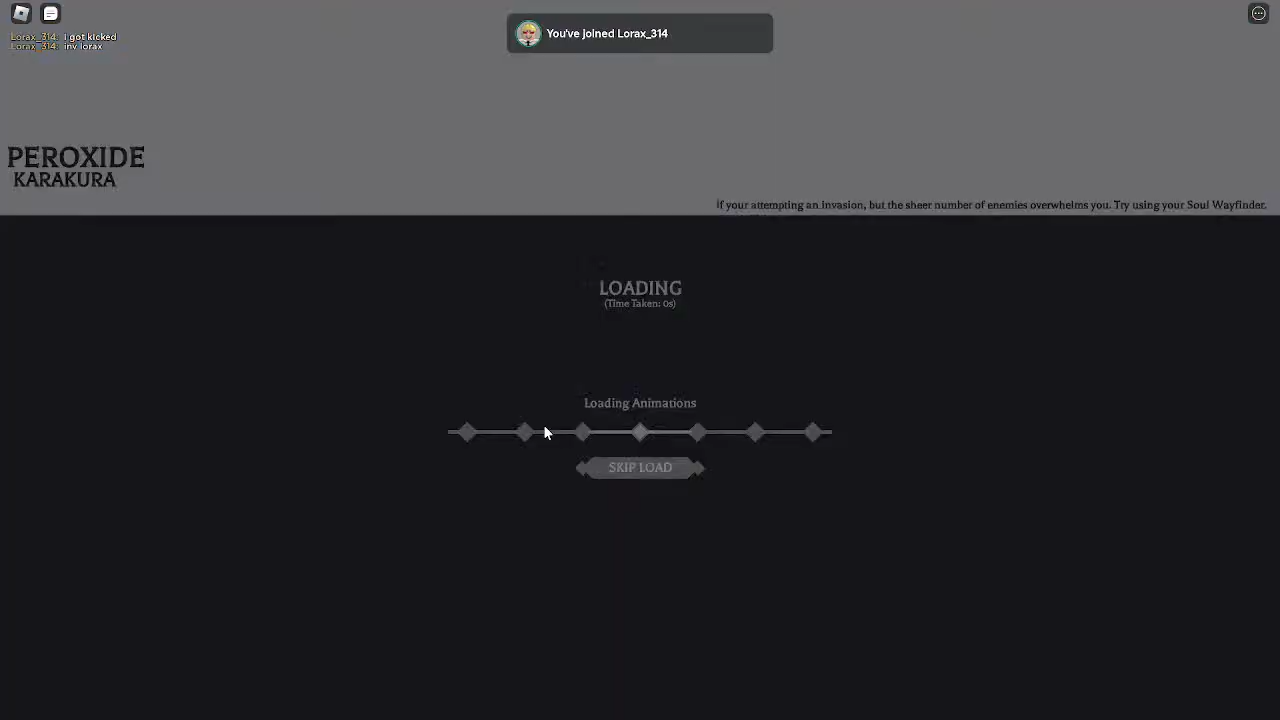 You've joined Lorax_314
Lorax_314: i got kicked
Lorax_314: inv lorax
PEROXIDE
KARAKURA
If your attempting an invasion, but the sheer number of enemies overwhelms you. Try using your Soul Wayfinder.
LOADING
(Time Taken: 0s)
Loading Animations
SKIP LOAD